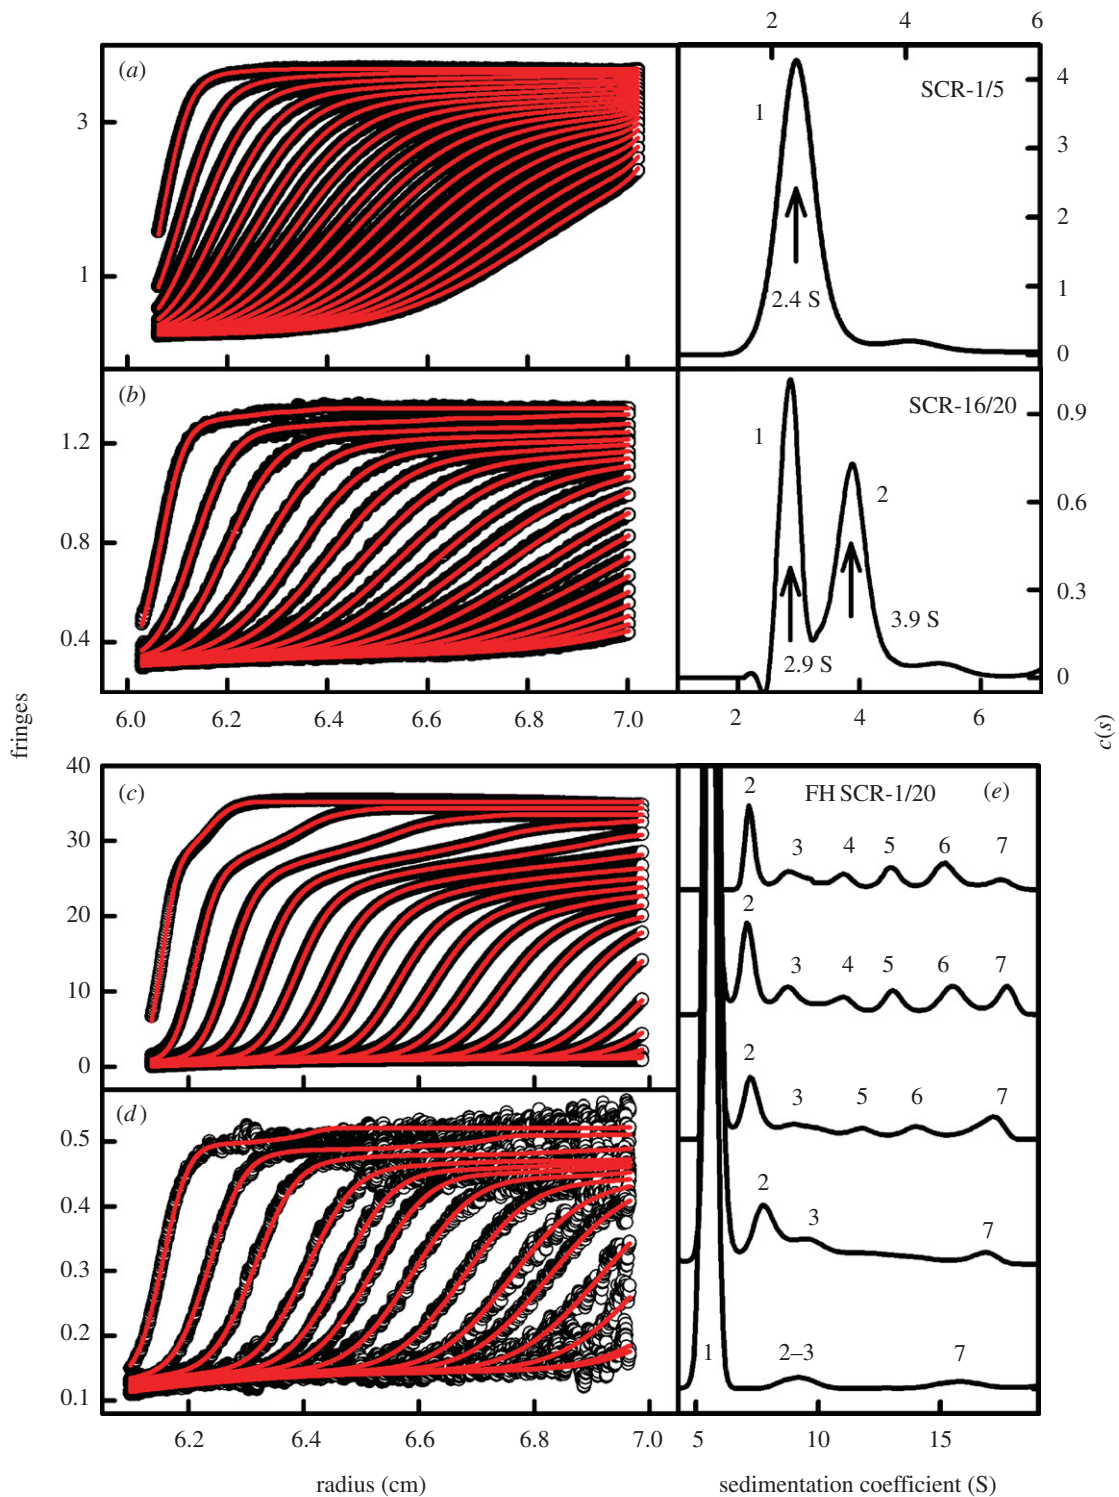 2 4 6
(a)
3
1
1
SCR-1/5
2.4 S
4
3
2
1
0
(b)
1.2
0.8
0.4
1
SCR-16/20
2
3.9 S
2.9 S
0.9
0.6
0.3
0
6.0 6.2 6.4 6.6 6.8 7.0
2 4 6
fringes
c(s)
(c)
40
30
20
10
0
2 FH SCR-1/20 (e)
3 4 5 6 7
2
3 4 5 6 7
2
3 5 6 7
2
3 7
1 2–3 7
(d)
0.5
0.4
0.3
0.2
0.1
6.2 6.4 6.6 6.8 7.0
5 10 15
radius (cm)
sedimentation coefficient (S)